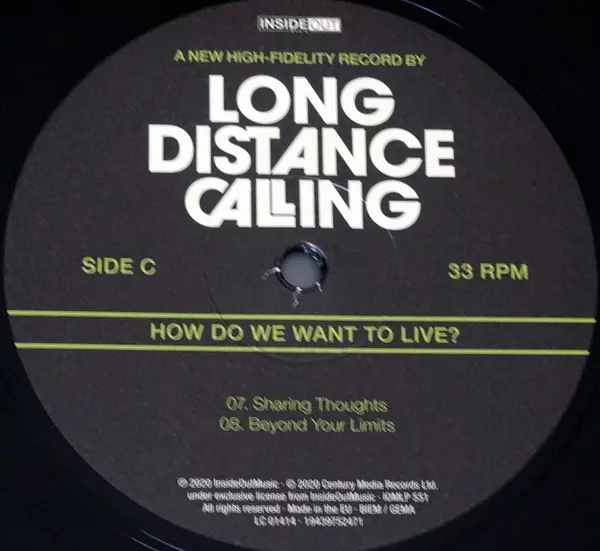 INSIDEOUT
A NEW HIGH-FIDELITY RECORD BY
LONG
DISTANCE
CALLING
SIDE C
33 RPM
HOW DO WE WANT TO LIVE?
07. Sharing Thoughts
08. Beyond Your Limits
℗ 2020 InsideOutMusic · © 2020 Century Media Records Ltd.
under exclusive license from InsideOutMusic · IOMLP 551
All rights reserved · Made in the EU · BIEM / GEMA
LC 01414 · 19439752471